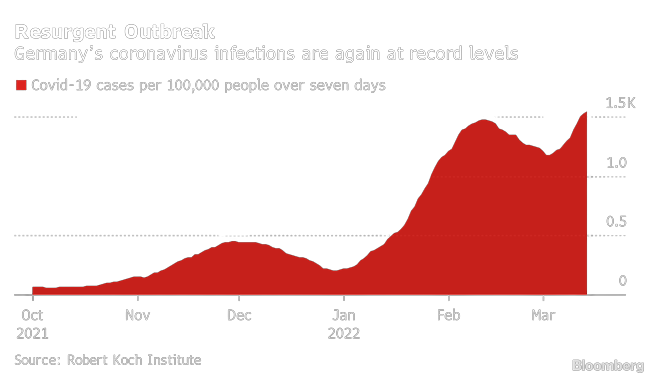 Resurgent Outbreak
Germany's coronavirus infections are again at record levels
Covid-19 cases per 100,000 people over seven days
1.5K
1.0
0.5
0
Oct Nov Dec Jan Feb Mar
2021 2022
Source: Robert Koch Institute
Bloomberg